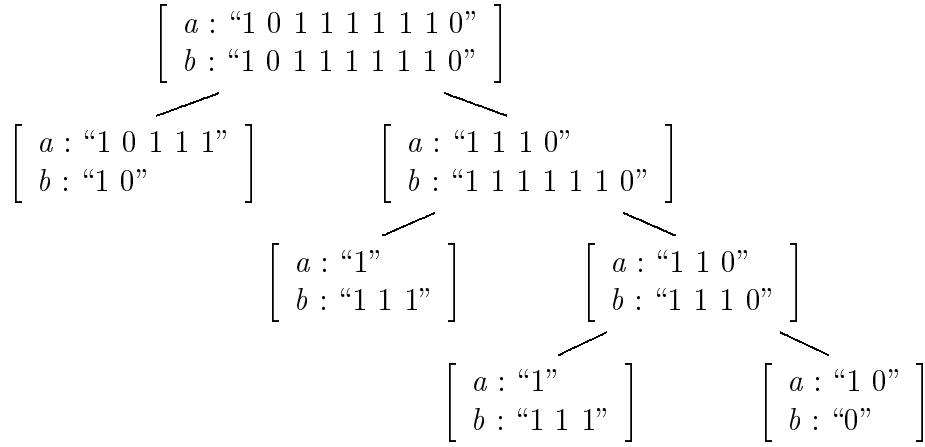 a : “1 0 1 1 1 1 1 1 0”
b : “1 0 1 1 1 1 1 1 0”
a : “1 0 1 1 1”
b : “1 0”
a : “1 1 1 0”
b : “1 1 1 1 1 1 0”
a : “1”
b : “1 1 1”
a : “1 1 0”
b : “1 1 1 0”
a : “1”
b : “1 1 1”
a : “1 0”
b : “0”